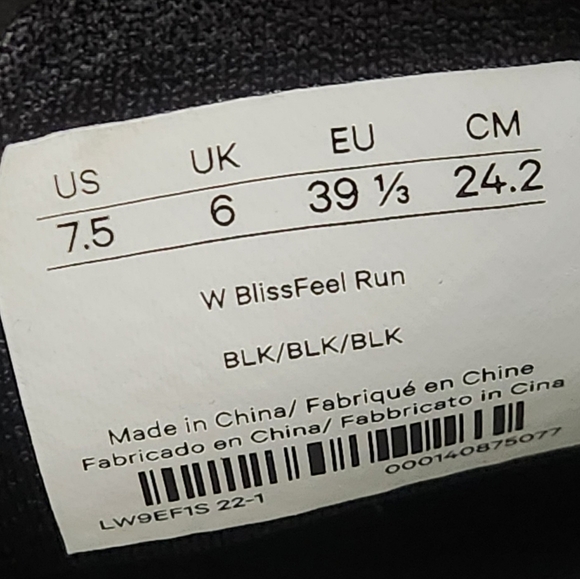 US UK EU CM
7.5 6 39 ⅓ 24.2
W BlissFeel Run
BLK/BLK/BLK
Made in China/ Fabriqué en Chine
Fabricado en China/ Fabbricato in Cina
000140875077
LW9EF1S 22-1